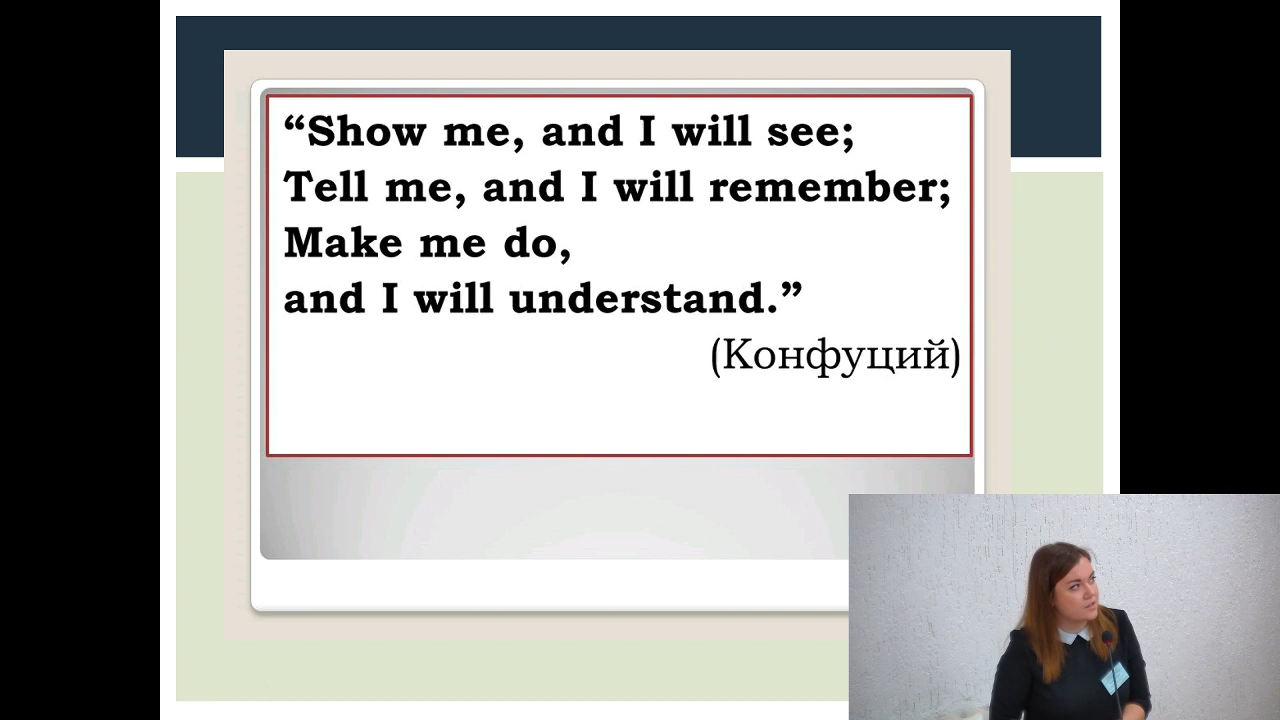 “Show me, and I will see;
Tell me, and I will remember;
Make me do,
and I will understand.”
(Конфуций)